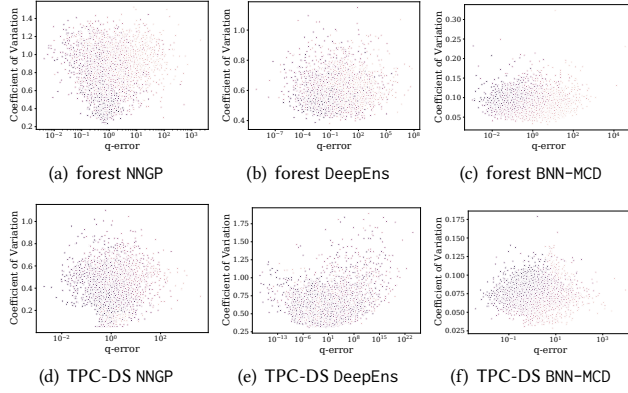 Coefficient of Variation
1.4
1.2
1.0
0.8
0.6
0.4
0.2
10⁻² 10⁻¹ 10⁰ 10¹ 10² 10³
q-error
(a) forest NNGP
Coefficient of Variation
1.0
0.8
0.6
0.4
10⁻⁷ 10⁻⁴ 10⁻¹ 10² 10⁵ 10⁸
q-error
(b) forest DeepEns
Coefficient of Variation
0.30
0.25
0.20
0.15
0.10
0.05
10⁻² 10⁰ 10² 10⁴
q-error
(c) forest BNN-MCD
Coefficient of Variation
1.0
0.8
0.6
0.4
0.2
10⁻² 10⁰ 10²
q-error
(d) TPC-DS NNGP
Coefficient of Variation
1.75
1.50
1.25
1.00
0.75
0.50
10⁻¹³ 10⁻⁶ 10¹ 10⁸ 10¹⁵ 10²²
q-error
(e) TPC-DS DeepEns
Coefficient of Variation
0.175
0.150
0.125
0.100
0.075
0.050
0.025
10⁻¹ 10¹ 10³
q-error
(f) TPC-DS BNN-MCD